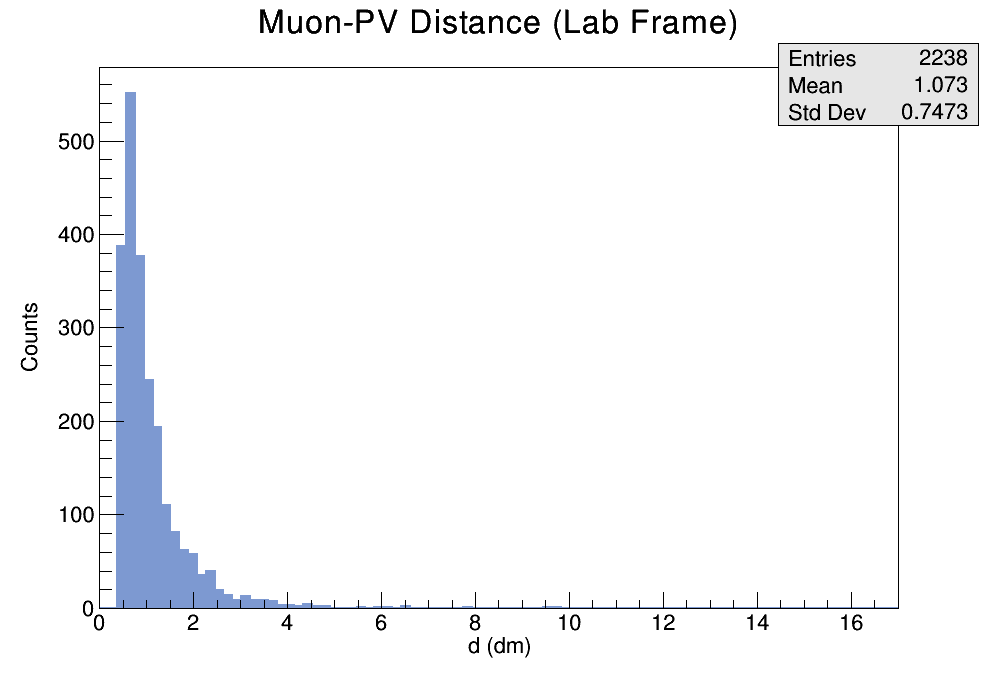 Muon-PV Distance (Lab Frame)
Entries 2238
Mean 1.073
Std Dev 0.7473
500
400
300
200
100
0
Counts
0 2 4 6 8 10 12 14 16
d (dm)